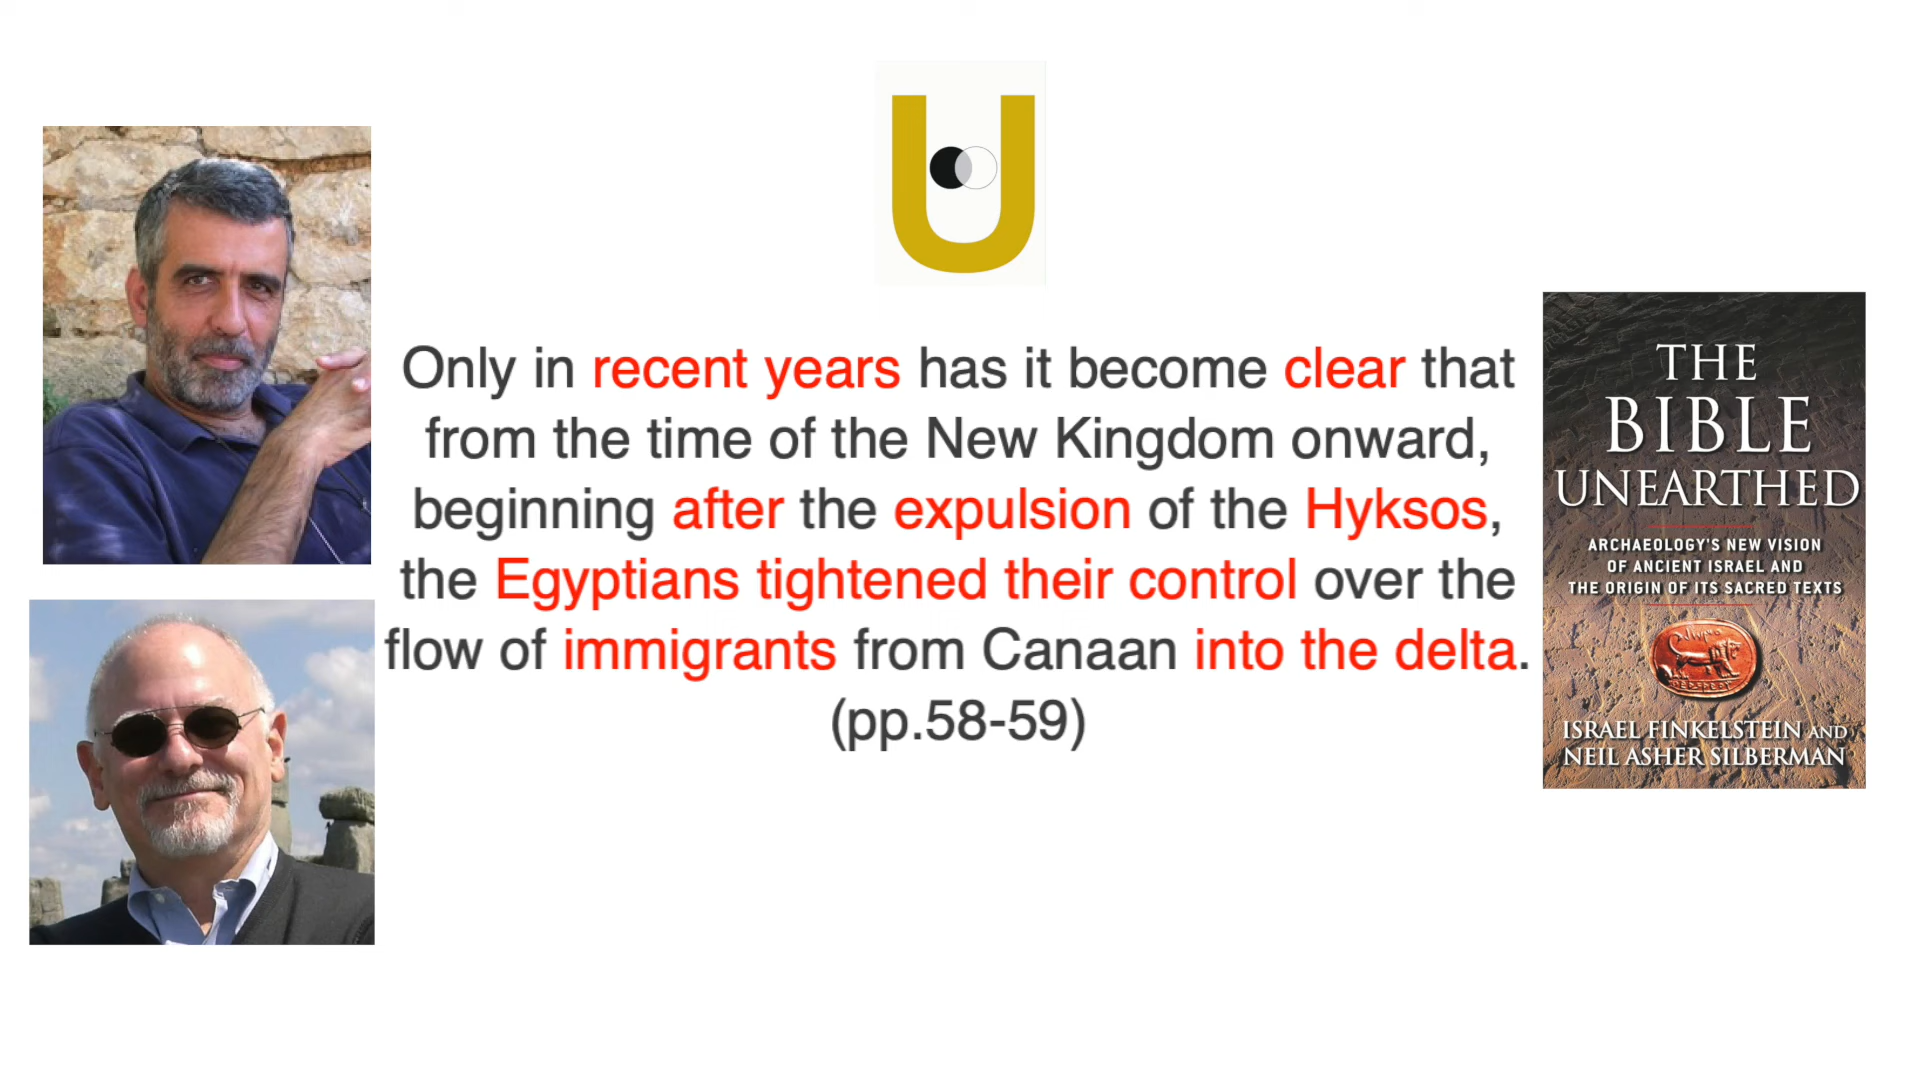 U
Only in recent years has it become clear that
from the time of the New Kingdom onward,
beginning after the expulsion of the Hyksos,
the Egyptians tightened their control over the
flow of immigrants from Canaan into the delta.
(pp.58-59)
THE
BIBLE
UNEARTHED
ARCHAEOLOGY'S NEW VISION
OF ANCIENT ISRAEL AND
THE ORIGIN OF ITS SACRED TEXTS
ISRAEL FINKELSTEIN AND
NEIL ASHER SILBERMAN